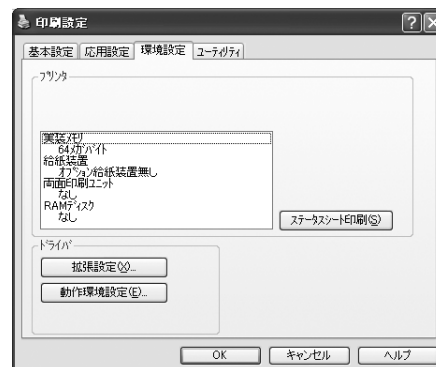 印刷設定
基本設定 応用設定 環境設定 ユーティリティ
プリンタ
実装メモリ
64メガバイト
給紙装置
オプション給紙装置無し
両面印刷ユニット
なし
RAMディスク
なし
ステータスシート印刷(S)
ドライバ
拡張設定(X)...
動作環境設定(E)...
OK キャンセル ヘルプ